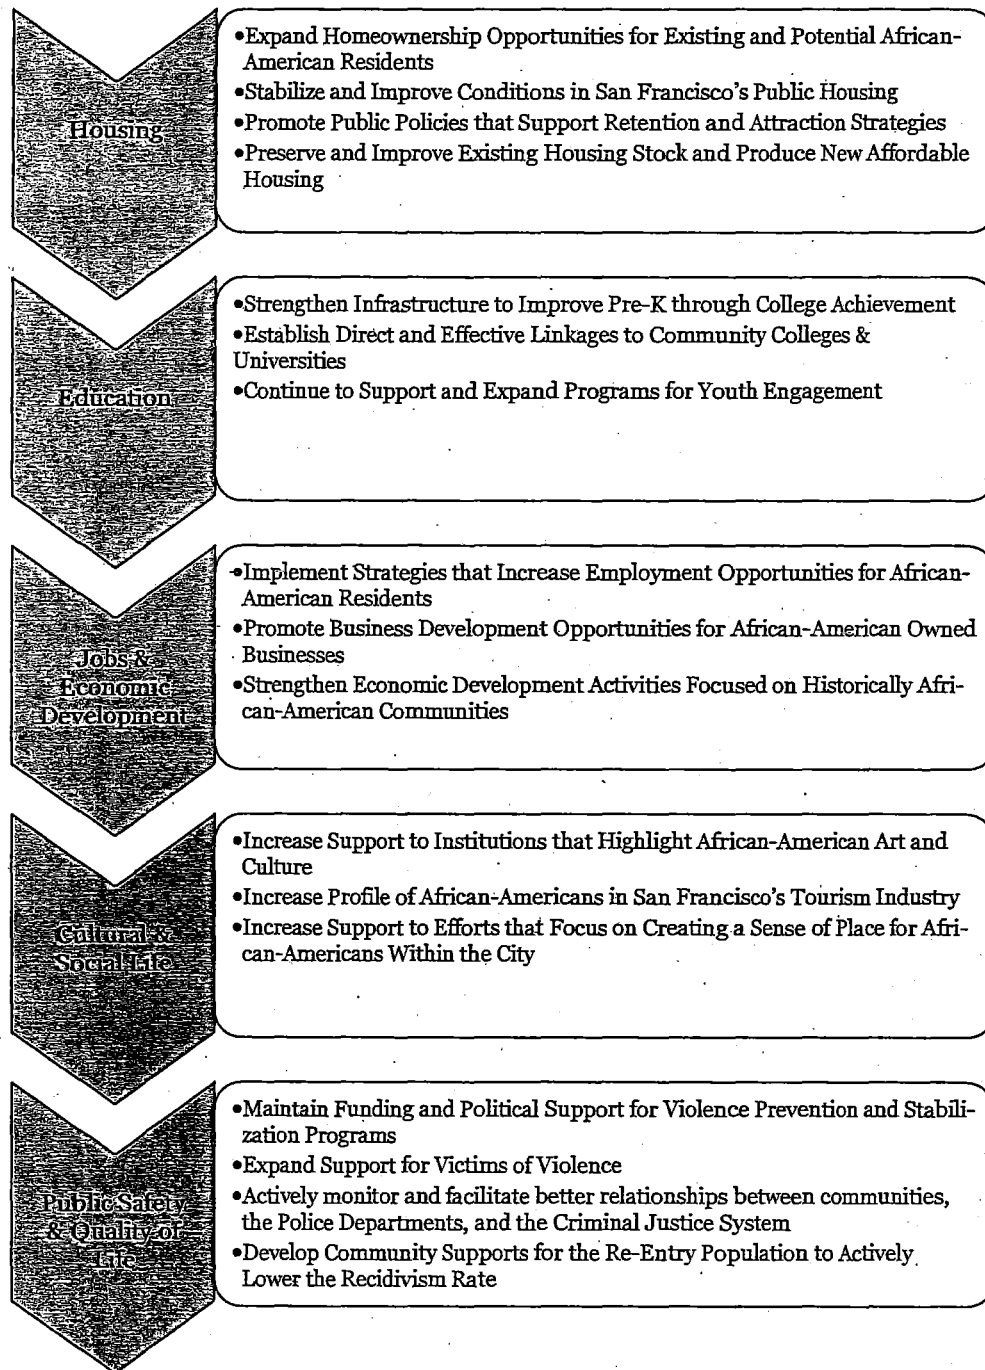 Housing
•Expand Homeownership Opportunities for Existing and Potential African-
American Residents
•Stabilize and Improve Conditions in San Francisco's Public Housing
•Promote Public Policies that Support Retention and Attraction Strategies
•Preserve and Improve Existing Housing Stock and Produce New Affordable
Housing
Education
•Strengthen Infrastructure to Improve Pre-K through College Achievement
•Establish Direct and Effective Linkages to Community Colleges &
Universities
•Continue to Support and Expand Programs for Youth Engagement
Jobs &
Economic
Development
•Implement Strategies that Increase Employment Opportunities for African-
American Residents
•Promote Business Development Opportunities for African-American Owned
Businesses
•Strengthen Economic Development Activities Focused on Historically Afri-
can-American Communities
Cultural &
Social Life
•Increase Support to Institutions that Highlight African-American Art and
Culture
•Increase Profile of African-Americans in San Francisco's Tourism Industry
•Increase Support to Efforts that Focus on Creating a Sense of Place for Afri-
can-Americans Within the City
Public Safety
& Quality of
Life
•Maintain Funding and Political Support for Violence Prevention and Stabili-
zation Programs
•Expand Support for Victims of Violence
•Actively monitor and facilitate better relationships between communities,
the Police Departments, and the Criminal Justice System
•Develop Community Supports for the Re-Entry Population to Actively
Lower the Recidivism Rate